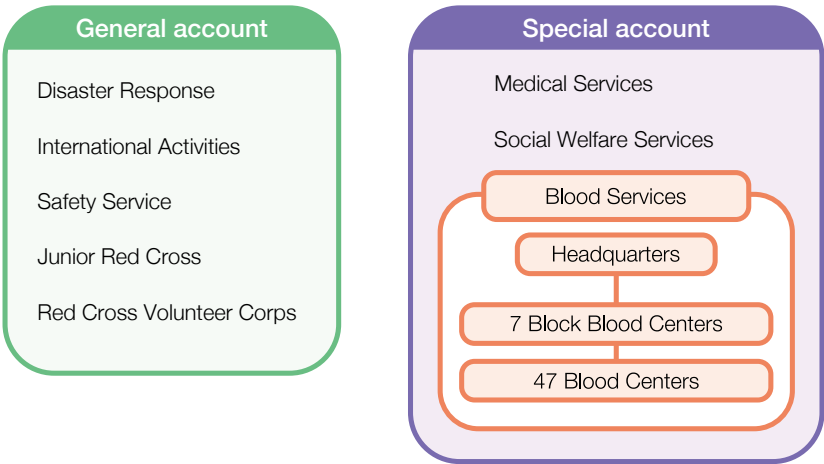 General account
Disaster Response
International Activities
Safety Service
Junior Red Cross
Red Cross Volunteer Corps
Special account
Medical Services
Social Welfare Services
Blood Services
Headquarters
7 Block Blood Centers
47 Blood Centers